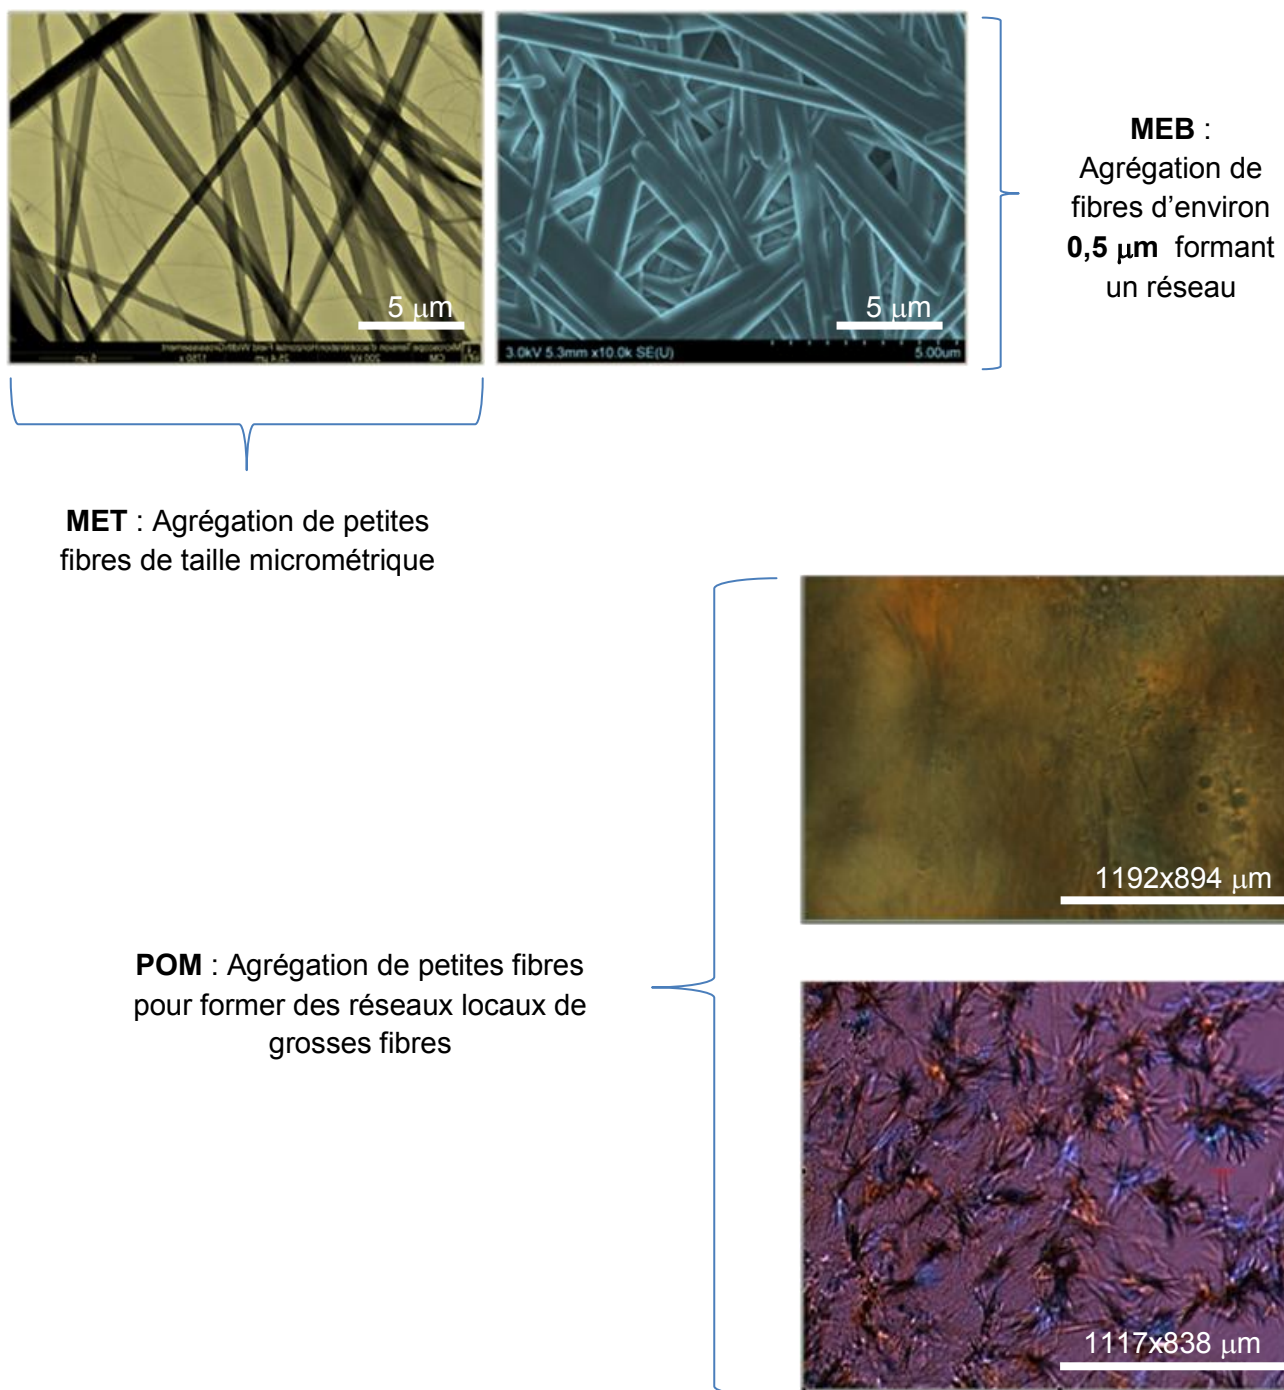 5 μm
5 μm
3.0kV 5.3mm x10.0k SE(U)
5.00um
MEB :
Agrégation de
fibres d’environ
0,5 μm formant
un réseau
MET : Agrégation de petites
fibres de taille micrométrique
1192x894 μm
POM : Agrégation de petites fibres
pour former des réseaux locaux de
grosses fibres
1117x838 μm